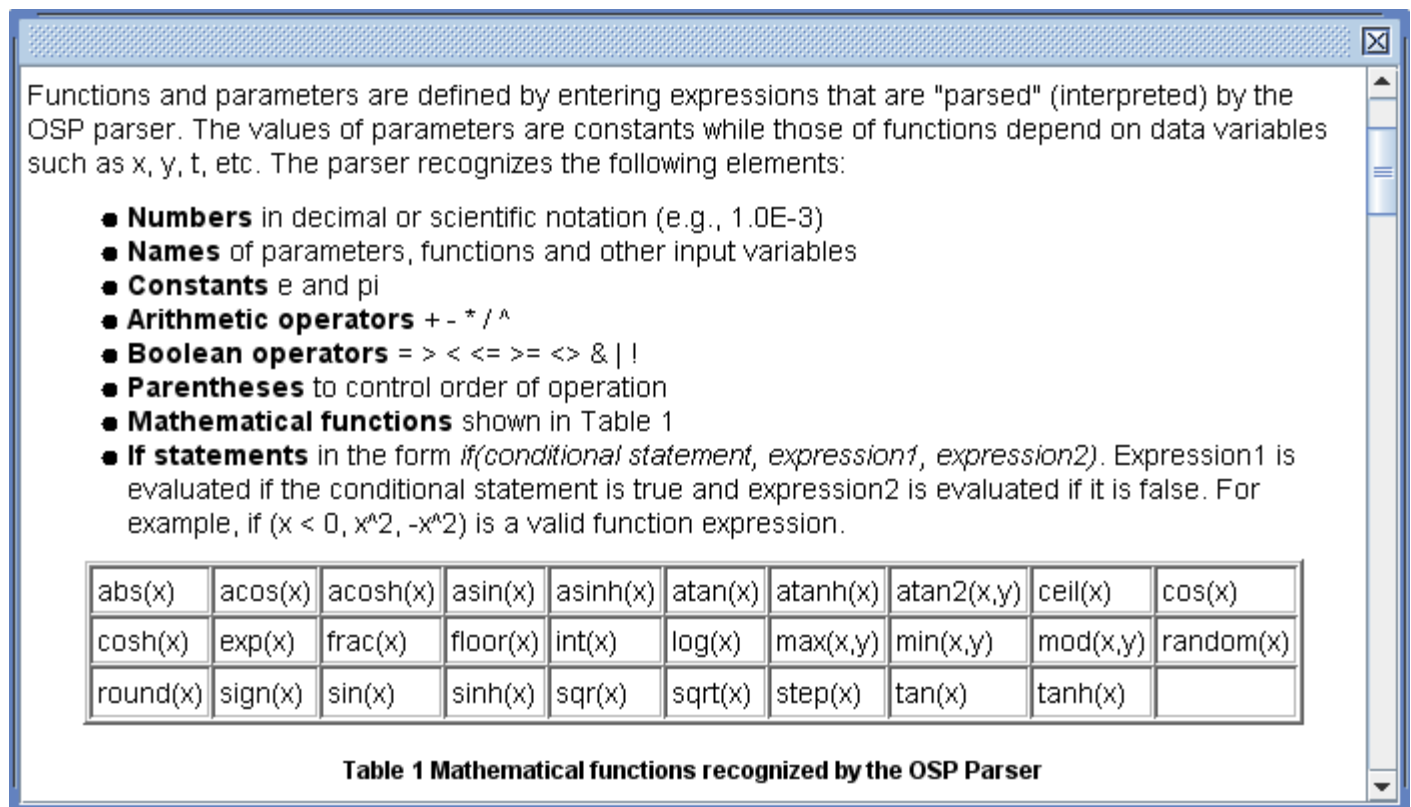 Functions and parameters are defined by entering expressions that are "parsed" (interpreted) by the
OSP parser. The values of parameters are constants while those of functions depend on data variables
such as x, y, t, etc. The parser recognizes the following elements:
● Numbers in decimal or scientific notation (e.g., 1.0E-3)
● Names of parameters, functions and other input variables
● Constants e and pi
● Arithmetic operators + - * / ^
● Boolean operators = > < <= >= <> & | !
● Parentheses to control order of operation
● Mathematical functions shown in Table 1
● If statements in the form if(conditional statement, expression1, expression2). Expression1 is
evaluated if the conditional statement is true and expression2 is evaluated if it is false. For
example, if (x < 0, x^2, -x^2) is a valid function expression.
abs(x) acos(x) acosh(x) asin(x) asinh(x) atan(x) atanh(x) atan2(x,y) ceil(x) cos(x)
cosh(x) exp(x) frac(x) floor(x) int(x) log(x) max(x,y) min(x,y) mod(x,y) random(x)
round(x) sign(x) sin(x) sinh(x) sqr(x) sqrt(x) step(x) tan(x) tanh(x)
Table 1 Mathematical functions recognized by the OSP Parser